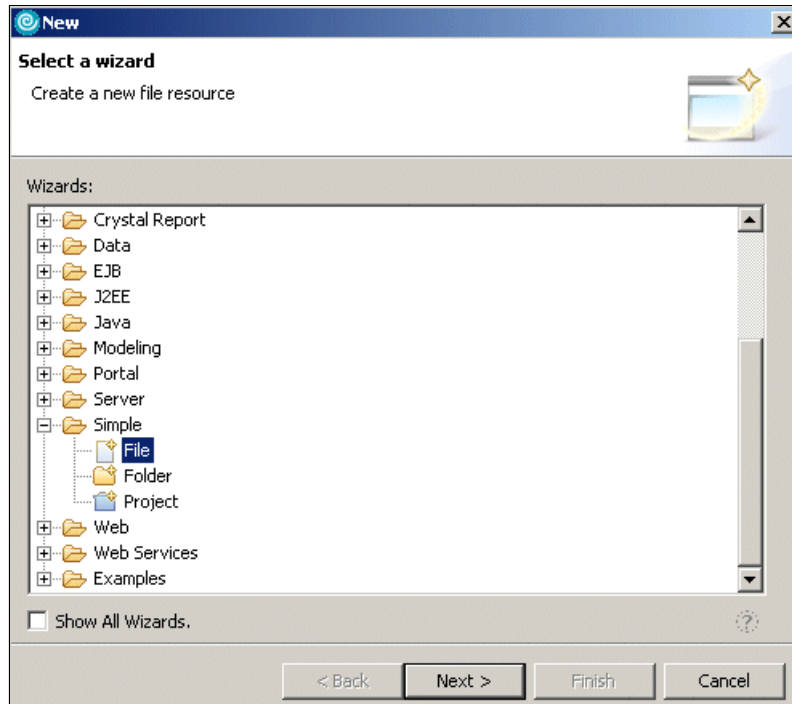 New
Select a wizard
Create a new file resource
Wizards:
Crystal Report
Data
EJB
J2EE
Java
Modeling
Portal
Server
Simple
File
Folder
Project
Web
Web Services
Examples
Show All Wizards.
< Back Next > Finish Cancel